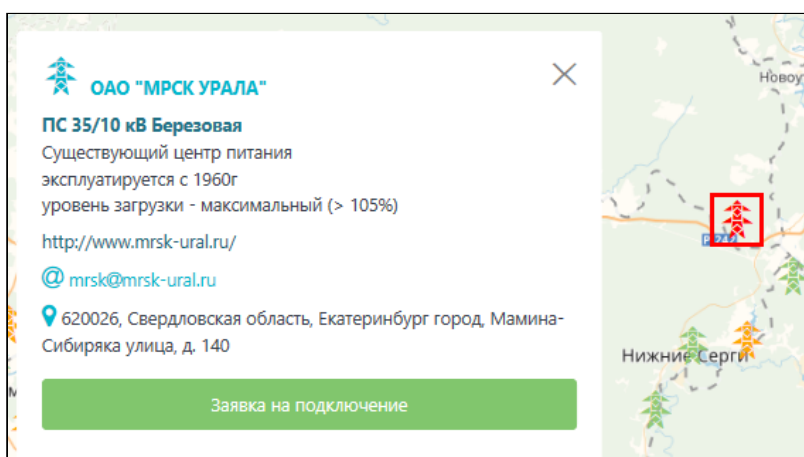 ОАО "МРСК УРАЛА"
ПС 35/10 кВ Березовая
Существующий центр питания
эксплуатируется с 1960г
уровень загрузки - максимальный (> 105%)
http://www.mrsk-ural.ru/
@ mrsk@mrsk-ural.ru
620026, Свердловская область, Екатеринбург город, Мамина-
Сибиряка улица, д. 140
Заявка на подключение
Новоу
Нижние Серги